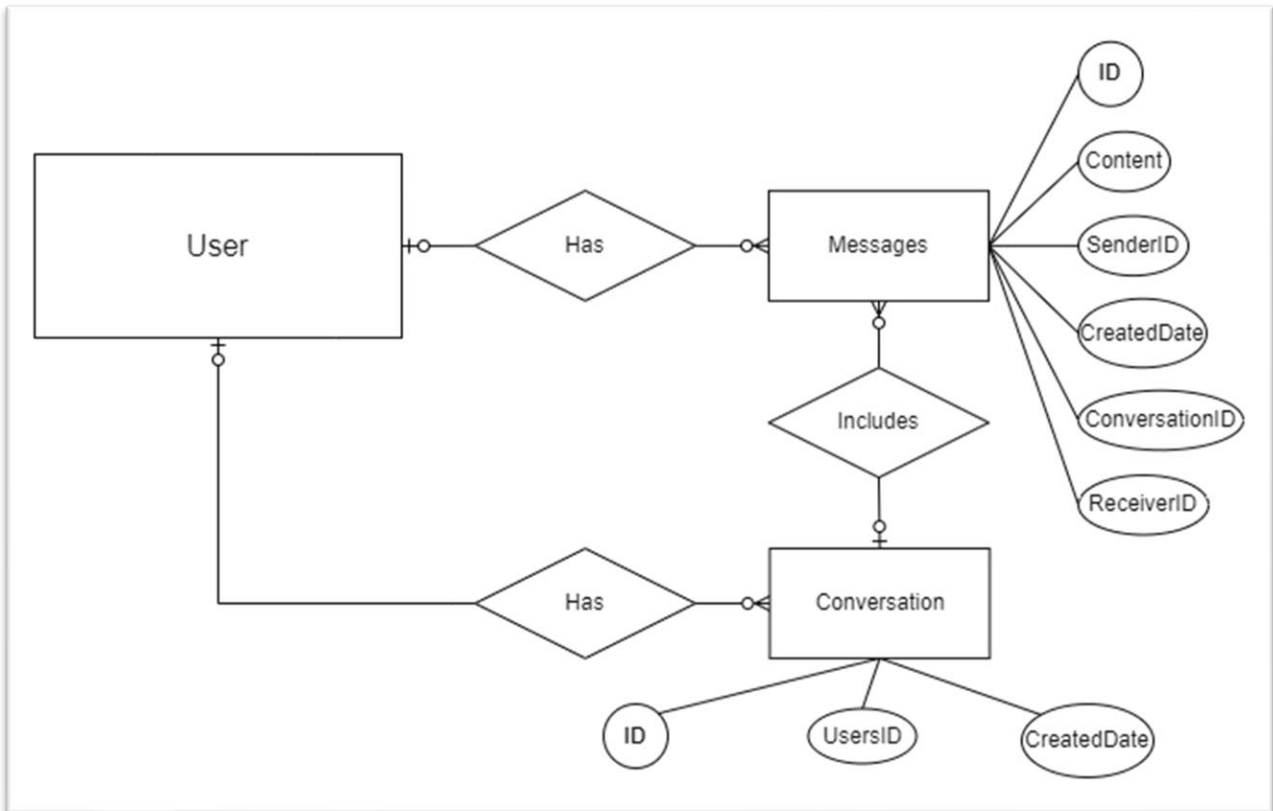 ID
Content
User
Has
Messages
SenderID
CreatedDate
Includes
ConversationID
ReceiverID
Has
Conversation
ID
UsersID
CreatedDate